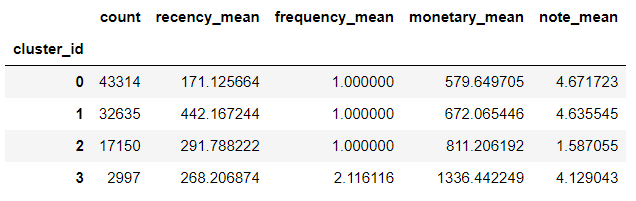 count recency_mean frequency_mean monetary_mean note_mean
cluster_id
0 43314 171.125664 1.000000 579.649705 4.671723
1 32635 442.167244 1.000000 672.065446 4.635545
2 17150 291.788222 1.000000 811.206192 1.587055
3 2997 268.206874 2.116116 1336.442249 4.129043